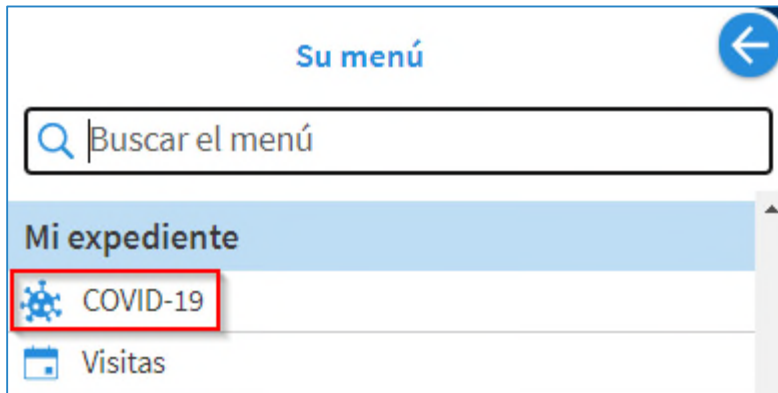 Su menú
Buscar el menú
Mi expediente
COVID-19
Visitas